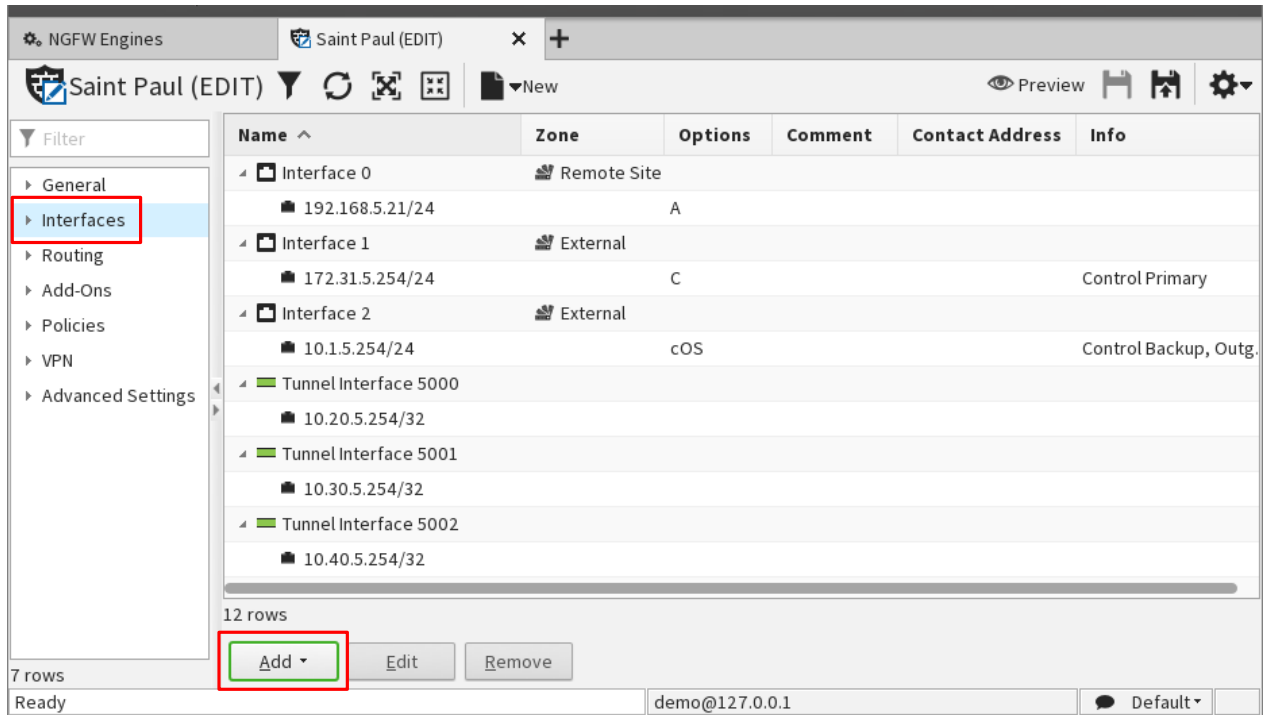 NGFW Engines Saint Paul (EDIT)
Saint Paul (EDIT) New Preview
Filter
General
Interfaces
Routing
Add-Ons
Policies
VPN
Advanced Settings
7 rows
Name Zone Options Comment Contact Address Info
Interface 0 Remote Site
192.168.5.21/24 A
Interface 1 External
172.31.5.254/24 C Control Primary
Interface 2 External
10.1.5.254/24 cOS Control Backup, Outg.
Tunnel Interface 5000
10.20.5.254/32
Tunnel Interface 5001
10.30.5.254/32
Tunnel Interface 5002
10.40.5.254/32
12 rows
Add Edit Remove
Ready demo@127.0.0.1 Default